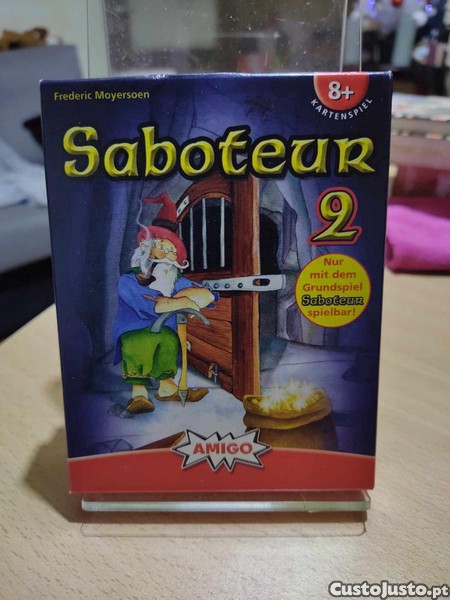 Frederic Moyersoen
8+
KARTENSPIEL
Saboteur
2
Nur
mit dem
Grundspiel
Saboteur
spielbar!
AMIGO
CustoJusto.pt